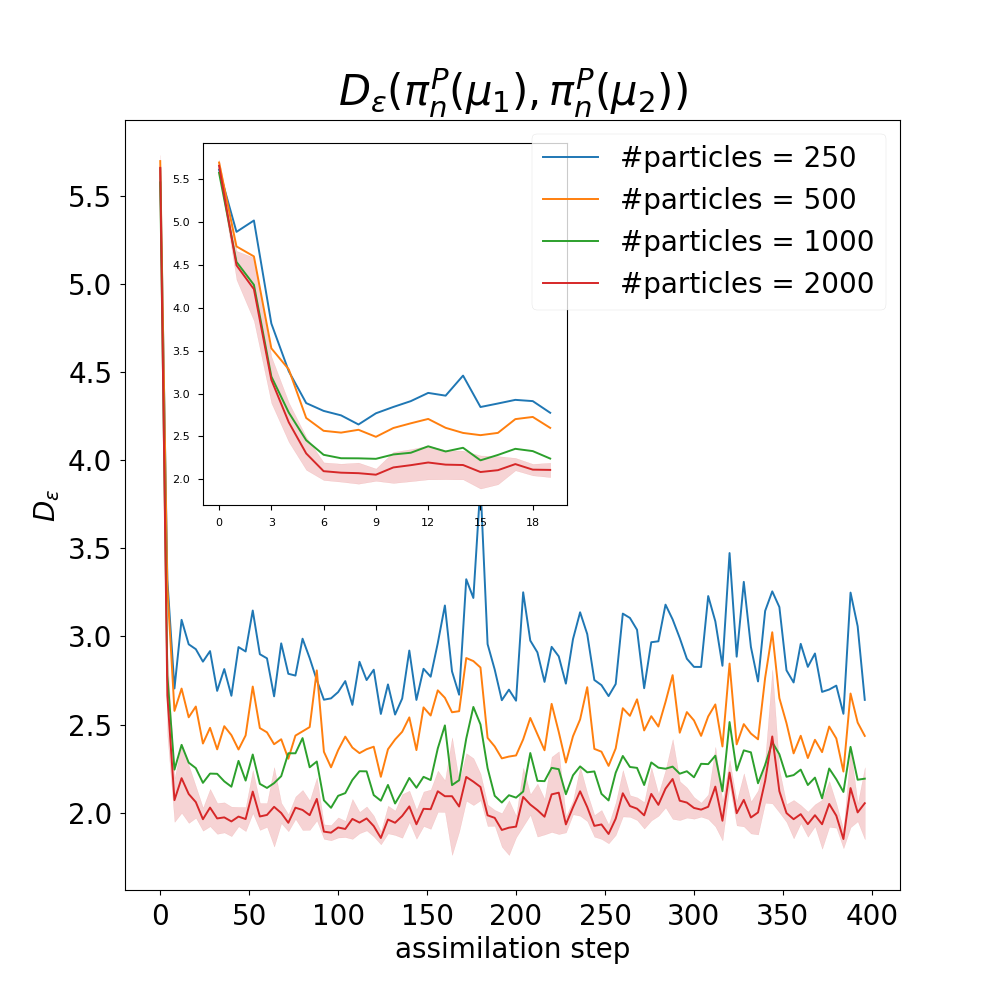 D_ε(π_n^P(μ_1), π_n^P(μ_2))
#particles = 250
#particles = 500
#particles = 1000
#particles = 2000
5.5
5.0
4.5
4.0
3.5
3.0
2.5
2.0
0 3 6 9 12 15 18
D_ε
5.5
5.0
4.5
4.0
3.5
3.0
2.5
2.0
0 50 100 150 200 250 300 350 400
assimilation step